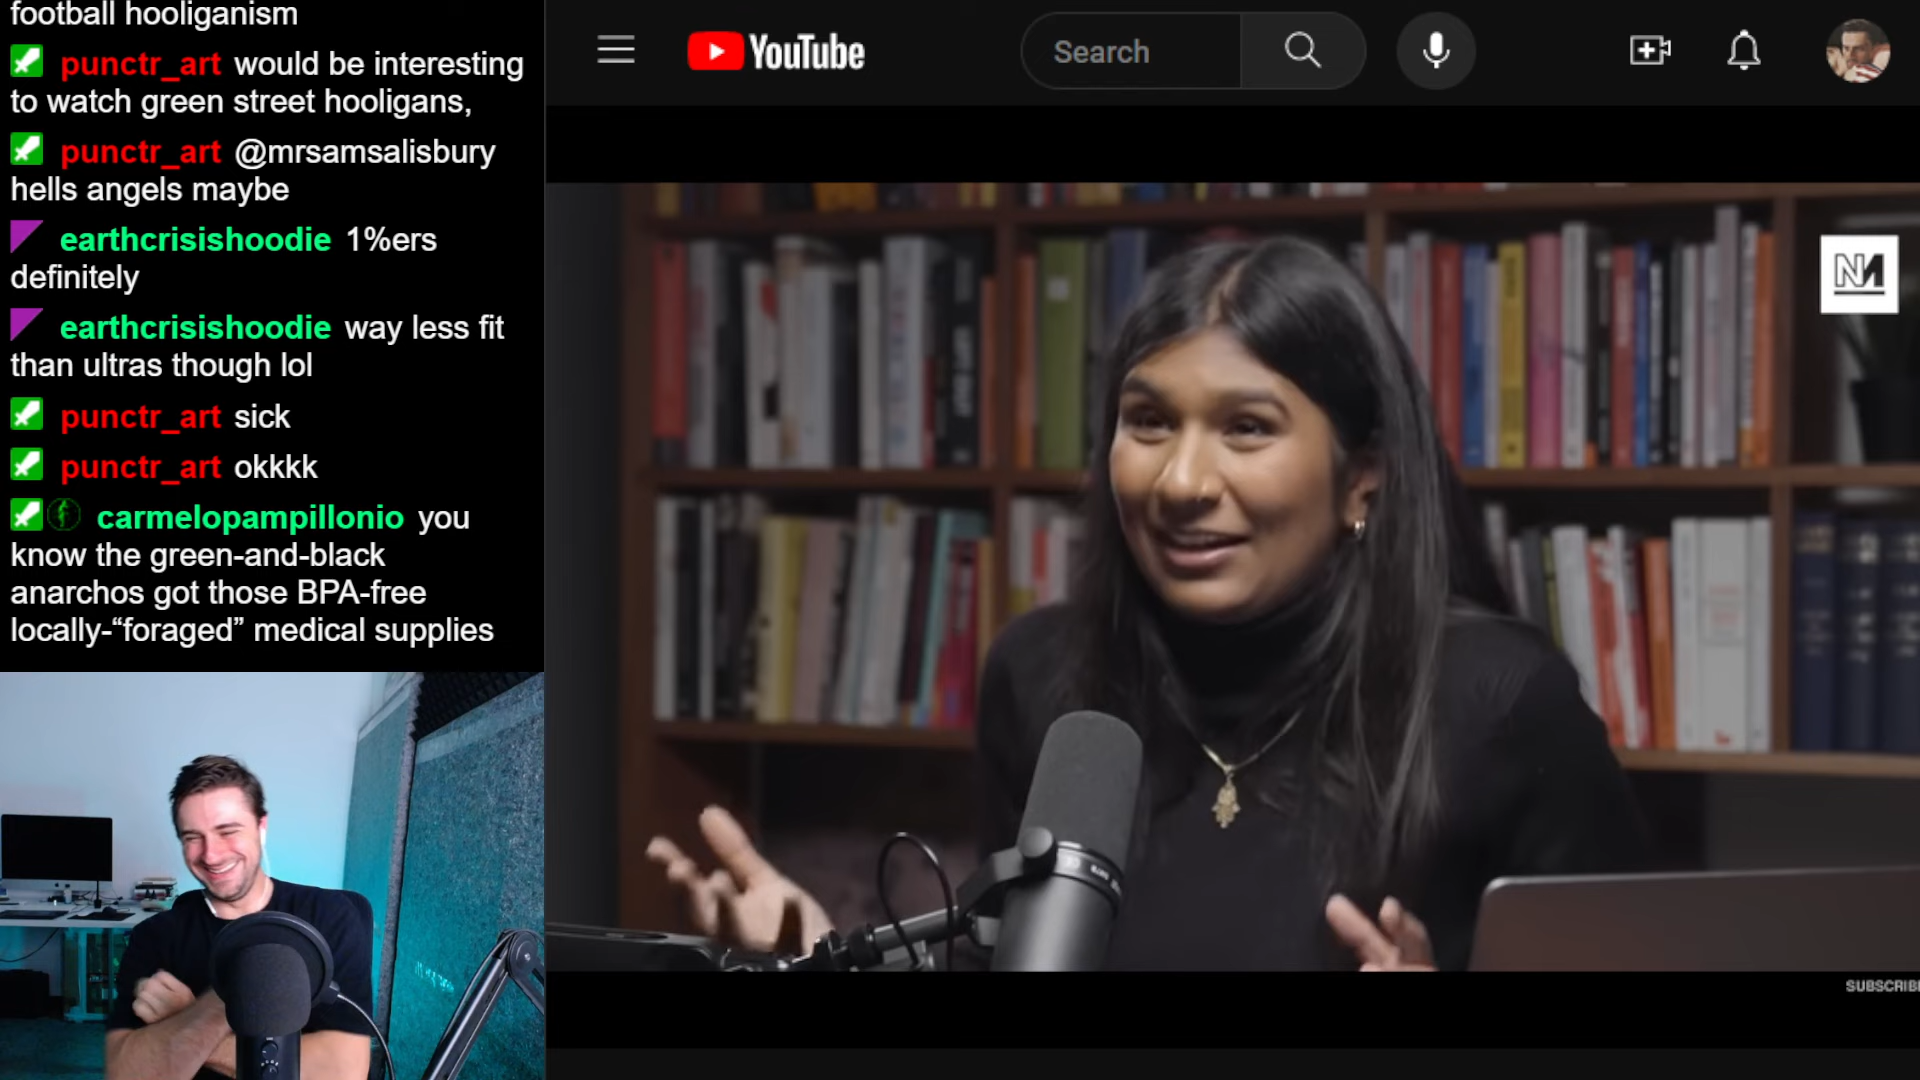 football hooliganism
punctr_art would be interesting
to watch green street hooligans,
punctr_art @mrsamsalisbury
hells angels maybe
earthcrisishoodie 1%ers
definitely
earthcrisishoodie way less fit
than ultras though lol
punctr_art sick
punctr_art okkkk
carmelopampillonio you
know the green-and-black
anarchos got those BPA-free
locally-“foraged” medical supplies
YouTube
Search
NM
SUBSCRIBE